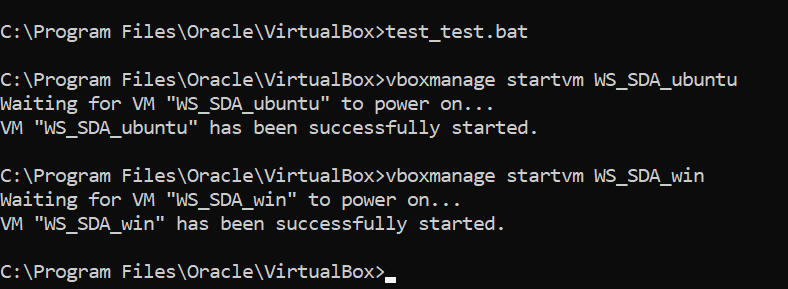 C:\Program Files\Oracle\VirtualBox>test_test.bat
C:\Program Files\Oracle\VirtualBox>vboxmanage startvm WS_SDA_ubuntu
Waiting for VM "WS_SDA_ubuntu" to power on...
VM "WS_SDA_ubuntu" has been successfully started.
C:\Program Files\Oracle\VirtualBox>vboxmanage startvm WS_SDA_win
Waiting for VM "WS_SDA_win" to power on...
VM "WS_SDA_win" has been successfully started.
C:\Program Files\Oracle\VirtualBox>